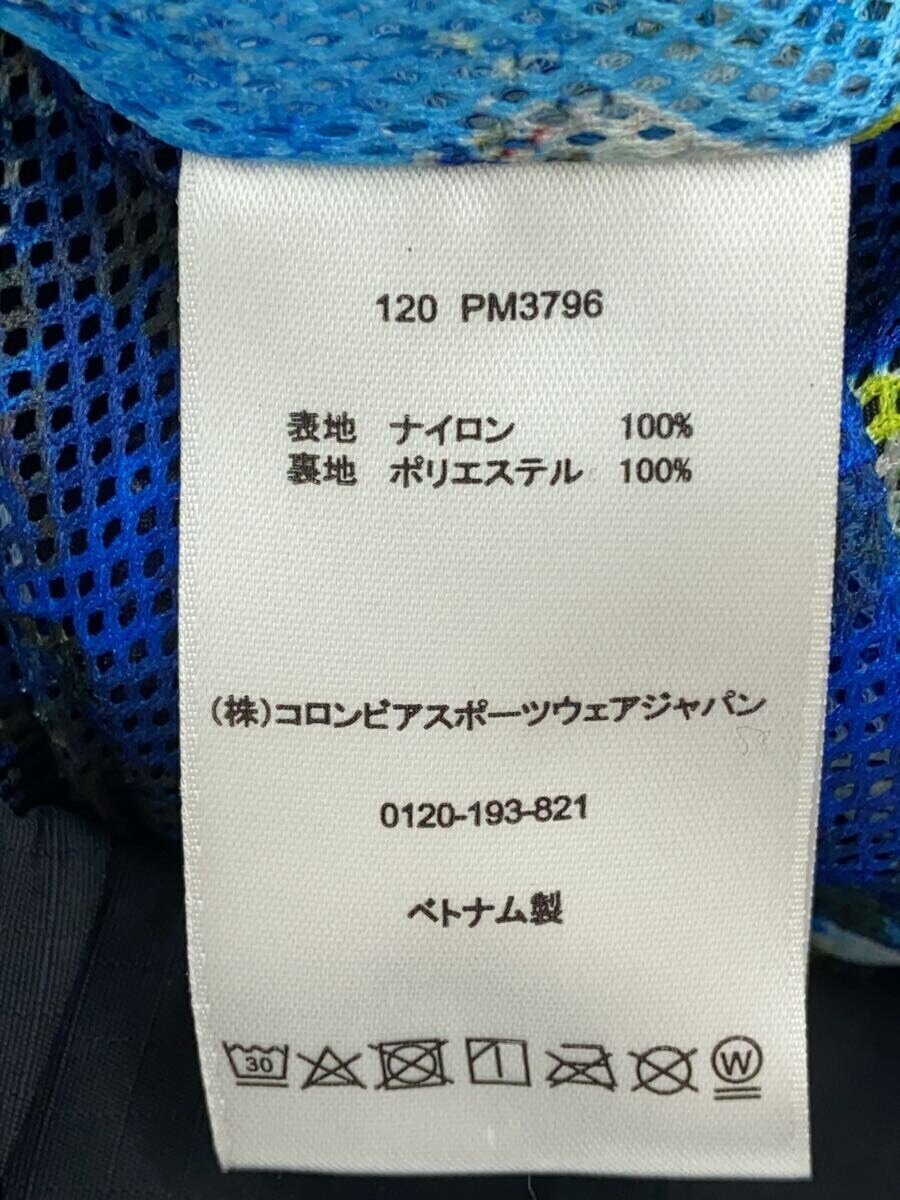 120 PM3796
表地 ナイロン 100%
裏地 ポリエステル 100%
(株)コロンビアスポーツウェアジャパン
0120-193-821
ベトナム製
30 W